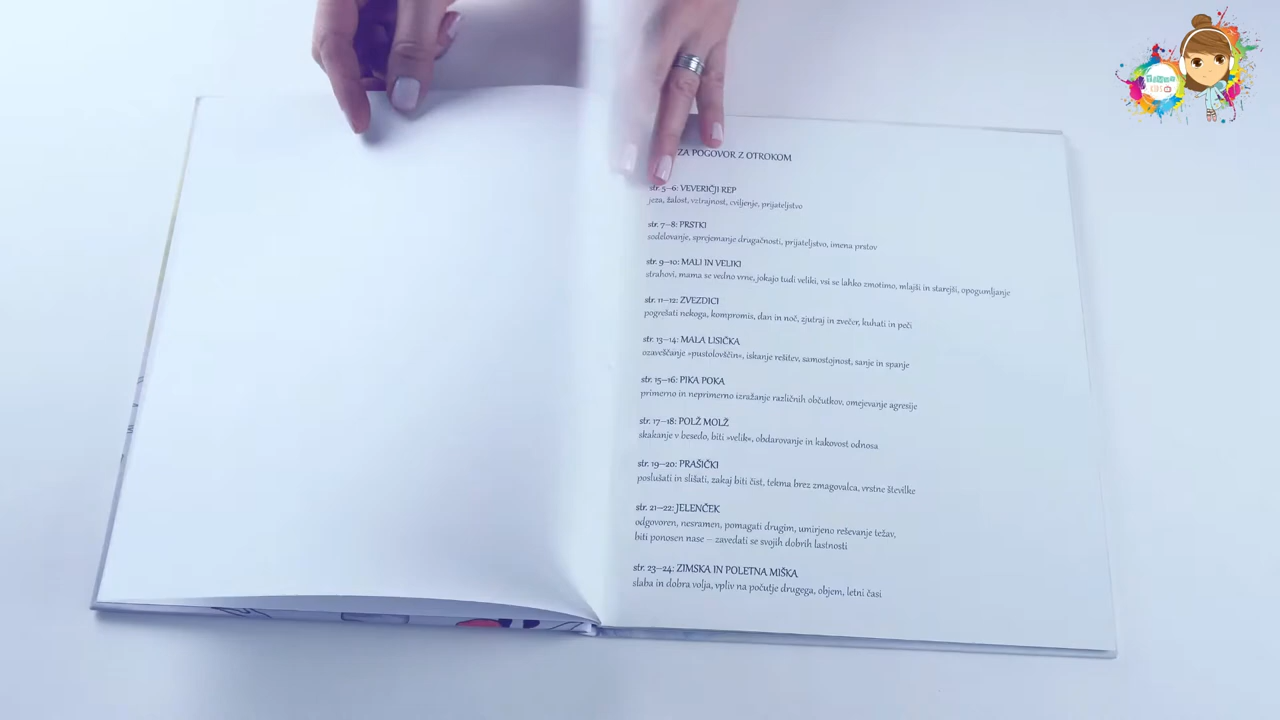 ZA POGOVOR Z OTROKOM
str. 5–6: VEVERIČJI REP
jeza, žalost, vztrajnost, cviljenje, prijateljstvo
str. 7–8: PRSTKI
sodelovanje, sprejemanje drugačnosti, prijateljstvo, imena prstov
str. 9–10: MALI IN VELIKI
strahovi, mama se vedno vrne, jokajo tudi veliki, vsi se lahko zmotimo, mlajši in starejši, opogumljanje
str. 11–12: ZVEZDICI
pogrešati nekoga, kompromis, dan in noč, zjutraj in zvečer, kuhati in peči
str. 13–14: MALA LISIČKA
ozaveščanje »pustolovščin«, iskanje rešitev, samostojnost, sanje in spanje
str. 15–16: PIKA POKA
primerno in neprimerno izražanje različnih občutkov, omejevanje agresije
str. 17–18: POLŽ MOLŽ
skakanje v besedo, biti »velik«, obdarovanje in kakovost odnosa
str. 19–20: PRAŠIČKI
poslušati in slišati, zakaj biti čist, tekma brez zmagovalca, vrstne številke
str. 21–22: JELENČEK
odgovoren, nesramen, pomagati drugim, umirjeno reševanje težav,
biti ponosen nase – zavedati se svojih dobrih lastnosti
str. 23–24: ZIMSKA IN POLETNA MIŠKA
slaba in dobra volja, vpliv na počutje drugega, objem, letni časi